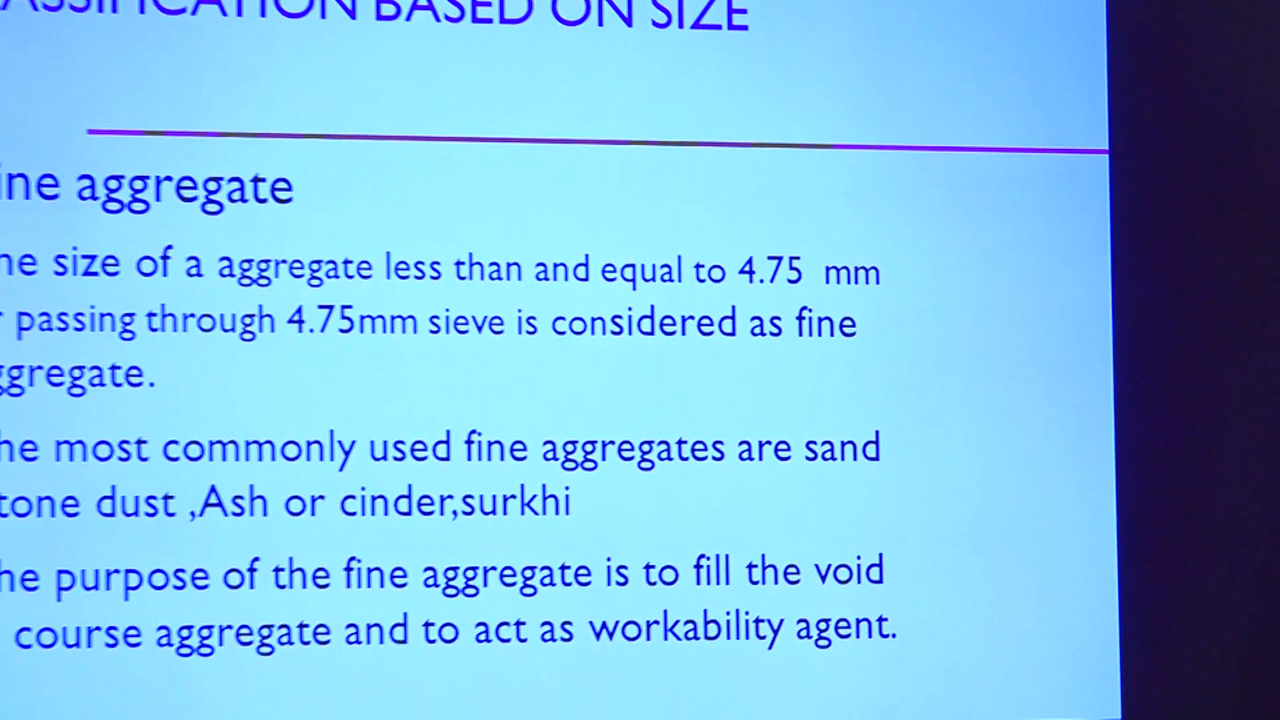 ASSIFICATION BASED ON SIZE
ine aggregate
he size of a aggregate less than and equal to 4.75 mm
r passing through 4.75mm sieve is considered as fine
ggregate.
he most commonly used fine aggregates are sand
tone dust ,Ash or cinder,surkhi
he purpose of the fine aggregate is to fill the void
course aggregate and to act as workability agent.